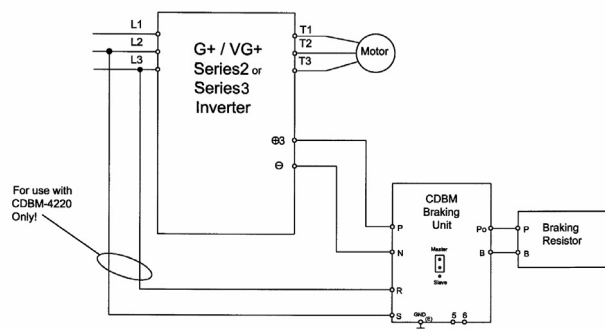 L1
L2
L3
G+ / VG+
Series2 or
Series3
Inverter
T1
T2
T3
Motor
⊕3
⊖
For use with
CDBM-4220
Only!
CDBM
Braking
Unit
P
N
R
S
Master
Slave
Po
B
GND
(E)
5 6
P
B
Braking
Resistor